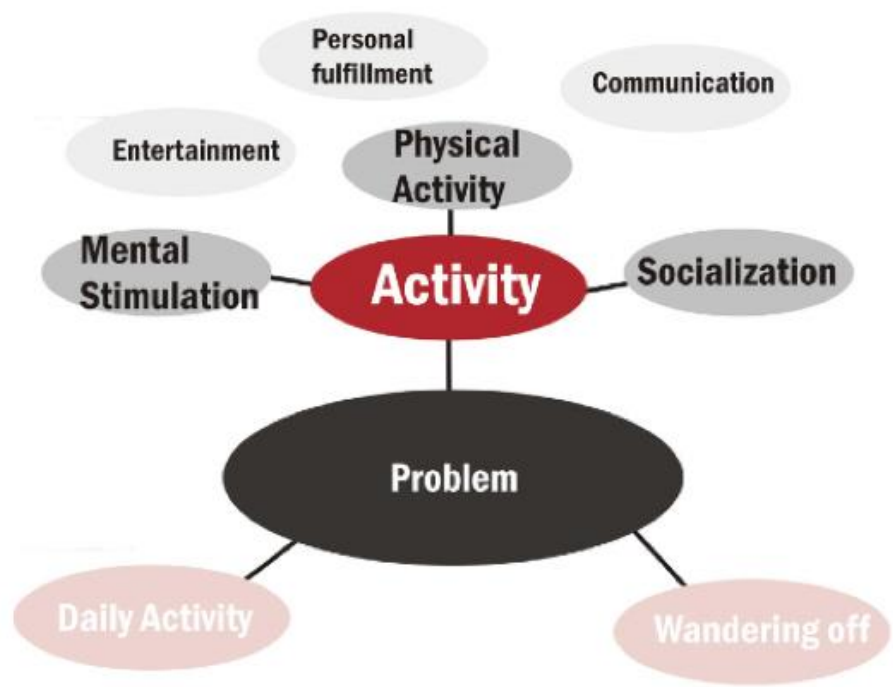 Personal
fulfillment
Communication
Entertainment
Physical
Activity
Mental
Stimulation
Activity
Socialization
Problem
Daily Activity
Wandering off